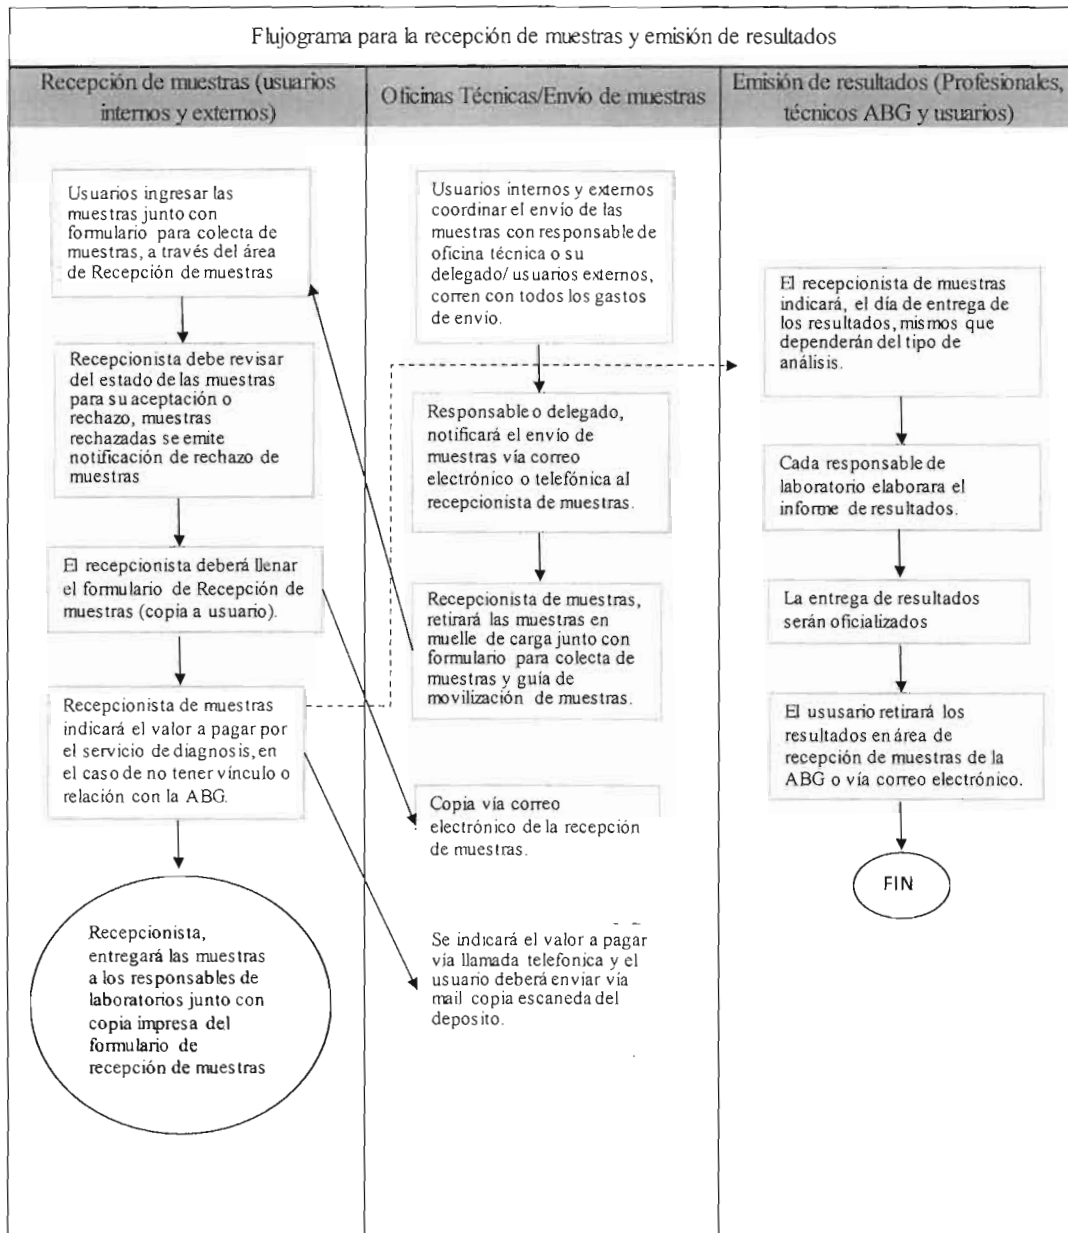 Flujograma para la recepción de muestras y emisión de resultados
Recepción de muestras (usuarios
internos y externos)
Oficinas Técnicas/Envío de muestras
Emisión de resultados (Profesionales,
técnicos ABG y usuarios)
Usuarios ingresar las
muestras junto con
formulario para colecta de
muestras, a través del área
de Recepción de muestras
Recepcionista debe revisar
del estado de las muestras
para su aceptación o
rechazo, muestras
rechazadas se emite
notificación de rechazo de
muestras
El recepcionista deberá llenar
el formulario de Recepción de
muestras (copia a usuario).
Recepcionista de muestras
indicará el valor a pagar por
el servicio de diagnosis, en
el caso de no tener vínculo o
relación con la ABG.
Recepcionista,
entregará las muestras
a los responsables de
laboratorios junto con
copia impresa del
formulario de
recepción de muestras
Usuarios internos y externos
coordinar el envío de las
muestras con responsable de
oficina técnica o su
delegado/ usuarios externos,
corren con todos los gastos
de envío.
Responsable o delegado,
notificará el envío de
muestras vía correo
electrónico o telefónica al
recepcionista de muestras.
Recepcionista de muestras,
retirará las muestras en
muelle de carga junto con
formulario para colecta de
muestras y guía de
movilización de muestras.
Copia vía correo
electrónico de la recepción
de muestras.
Se indicará el valor a pagar
vía llamada telefonica y el
usuario deberá enviar vía
mail copia escaneda del
deposito.
El recepcionista de muestras
indicará, el día de entrega de
los resultados, mismos que
dependerán del tipo de
análisis.
Cada responsable de
laboratorio elaborara el
informe de resultados.
La entrega de resultados
serán oficializados
El ususario retirará los
resultados en área de
recepción de muestras de la
ABG o vía correo electrónico.
FIN